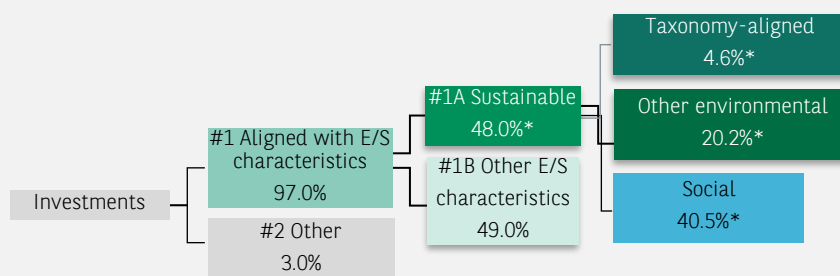 Investments
#1 Aligned with E/S
characteristics
97.0%
#2 Other
3.0%
#1A Sustainable
48.0%*
#1B Other E/S
characteristics
49.0%
Taxonomy-aligned
4.6%*
Other environmental
20.2%*
Social
40.5%*